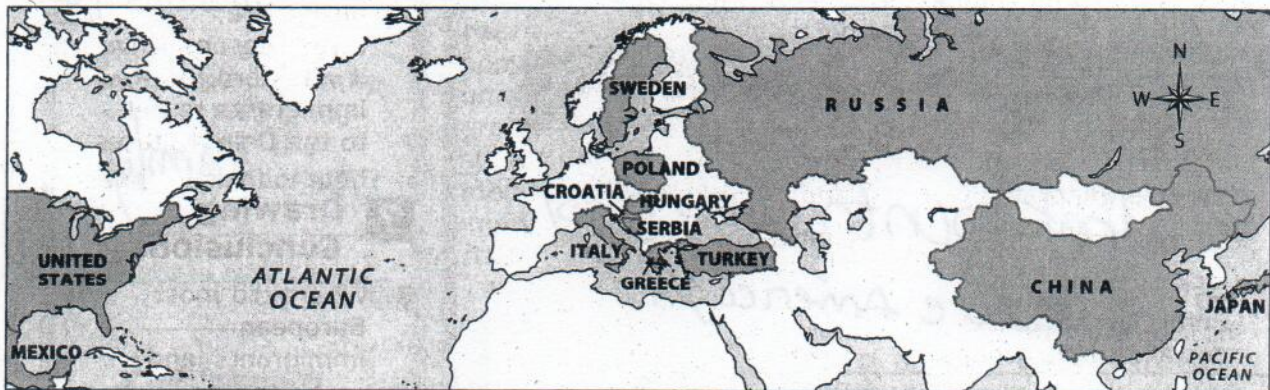 N
W E
S
SWEDEN
RUSSIA
POLAND
CROATIA
HUNGARY
SERBIA
UNITED
STATES
ATLANTIC
OCEAN
ITALY
TURKEY
GREECE
CHINA
JAPAN
MEXICO
PACIFIC
OCEAN